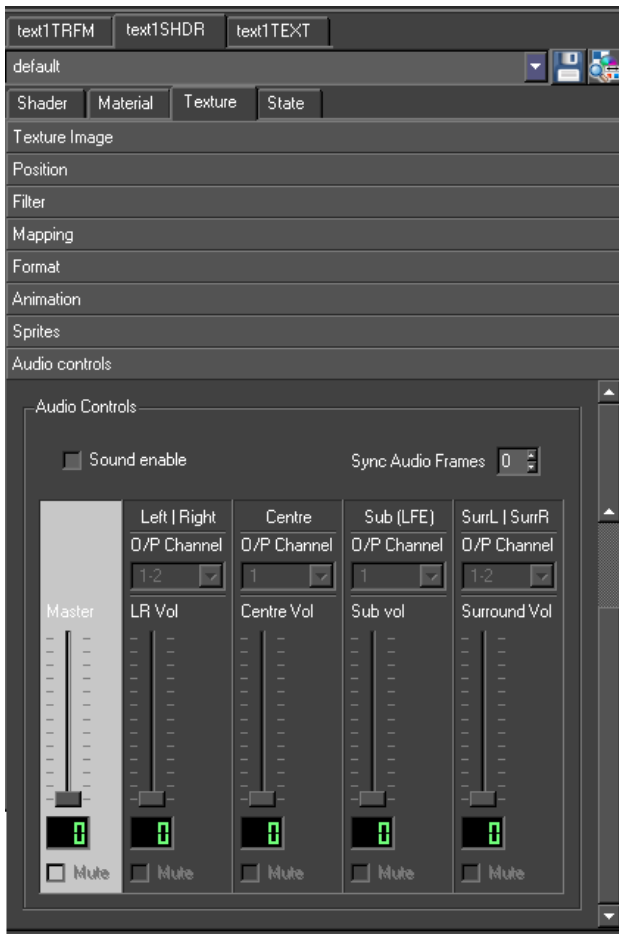 text1TRFM text1SHDR text1TEXT
default
Shader Material Texture State
Texture Image
Position
Filter
Mapping
Format
Animation
Sprites
Audio controls
Audio Controls
Sound enable Sync Audio Frames 0
Left | Right Centre Sub (LFE) SurrL | SurrR
O/P Channel O/P Channel O/P Channel O/P Channel
1-2 1 1 1-2
Master LR Vol Centre Vol Sub vol Surround Vol
0 0 0 0 0
Mute Mute Mute Mute Mute